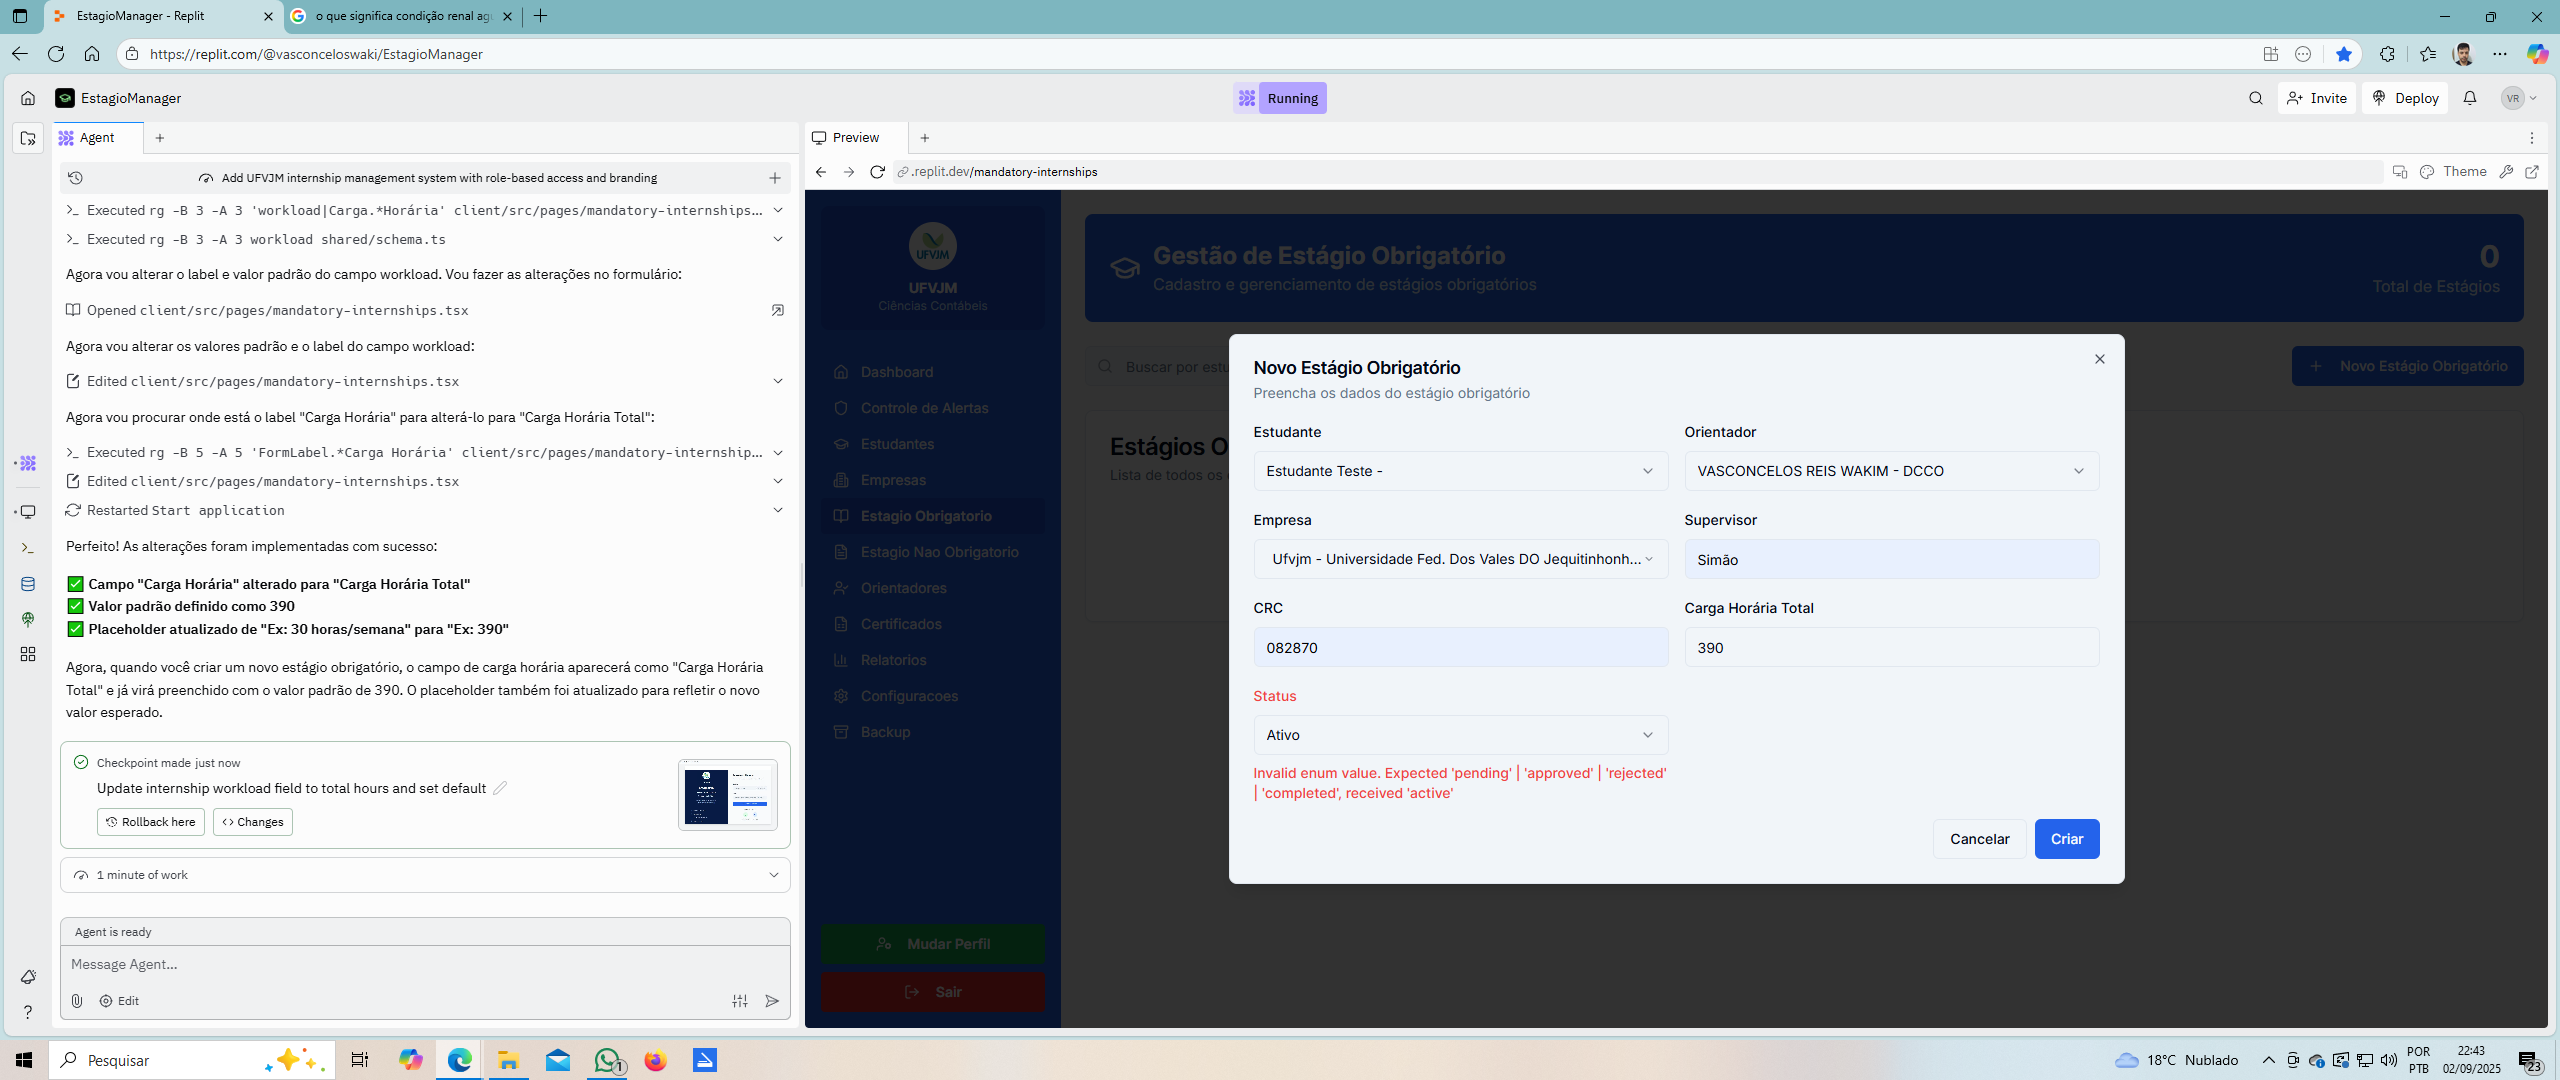 EstagioManager - Replit
o que significa condição renal ag
https://replit.com/@vasconceloswaki/EstagioManager
EstagioManager
Running
Invite
Deploy
VR
Agent
Add UFVJM internship management system with role-based access and branding
Executed rg -B 3 -A 3 'workload|Carga.*Horária' client/src/pages/mandatory-internships...
Executed rg -B 3 -A 3 workload shared/schema.ts
Agora vou alterar o label e valor padrão do campo workload. Vou fazer as alterações no formulário:
Opened client/src/pages/mandatory-internships.tsx
Agora vou alterar os valores padrão e o label do campo workload:
Edited client/src/pages/mandatory-internships.tsx
Agora vou procurar onde está o label "Carga Horária" para alterá-lo para "Carga Horária Total":
Executed rg -B 5 -A 5 'FormLabel.*Carga Horária' client/src/pages/mandatory-internship...
Edited client/src/pages/mandatory-internships.tsx
Restarted Start application
Perfeito! As alterações foram implementadas com sucesso:
✅ Campo "Carga Horária" alterado para "Carga Horária Total"
✅ Valor padrão definido como 390
✅ Placeholder atualizado de "Ex: 30 horas/semana" para "Ex: 390"
Agora, quando você criar um novo estágio obrigatório, o campo de carga horária aparecerá como "Carga Horária
Total" e já virá preenchido com o valor padrão de 390. O placeholder também foi atualizado para refletir o novo
valor esperado.
Checkpoint made just now
Update internship workload field to total hours and set default
Rollback here
Changes
1 minute of work
Agent is ready
Message Agent...
Edit
Preview
.replit.dev/mandatory-internships
Theme
UFVJM
UFVJM
Ciências Contábeis
Dashboard
Controle de Alertas
Estudantes
Empresas
Estagio Obrigatorio
Estagio Nao Obrigatorio
Orientadores
Certificados
Relatorios
Configuracoes
Backup
Mudar Perfil
Sair
Gestão de Estágio Obrigatório
Cadastro e gerenciamento de estágios obrigatórios
0
Total de Estágios
Buscar por estu
Novo Estágio Obrigatório
Estágios O
Lista de todos os
Novo Estágio Obrigatório
Preencha os dados do estágio obrigatório
Estudante
Estudante Teste -
Orientador
VASCONCELOS REIS WAKIM - DCCO
Empresa
Ufvjm - Universidade Fed. Dos Vales DO Jequitinhonh...
Supervisor
Simão
CRC
082870
Carga Horária Total
390
Status
Ativo
Invalid enum value. Expected 'pending' | 'approved' | 'rejected'
| 'completed', received 'active'
Cancelar
Criar
Pesquisar
1
18°C Nublado
POR
PTB
22:43
02/09/2025
23